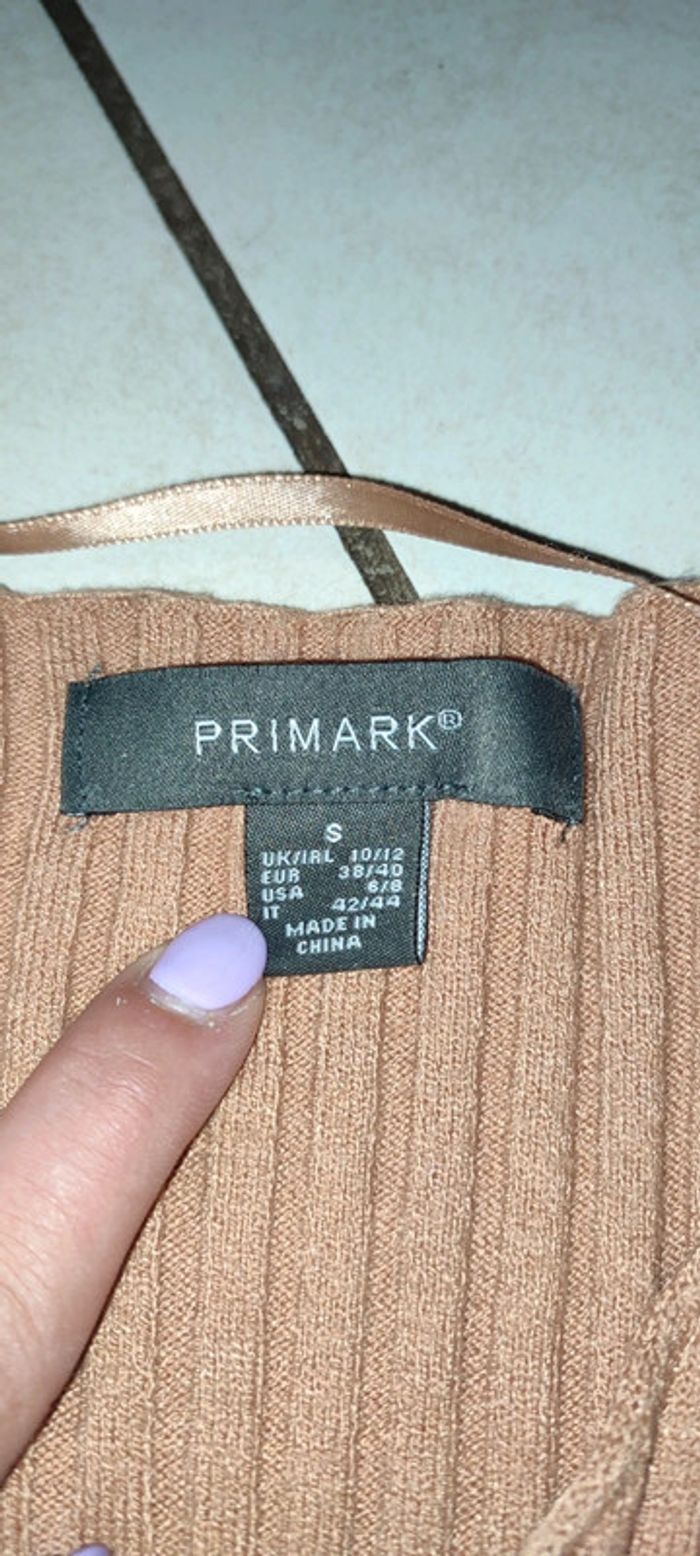 PRIMARK®
S
UK/IRL 10/12
EUR 38/40
USA 6/8
IT 42/44
MADE IN
CHINA